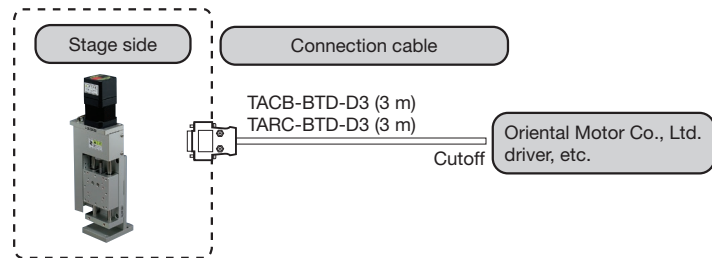 Stage side
Connection cable
TACB-BTD-D3 (3 m)
TARC-BTD-D3 (3 m)
Cutoff
Oriental Motor Co., Ltd.
driver, etc.